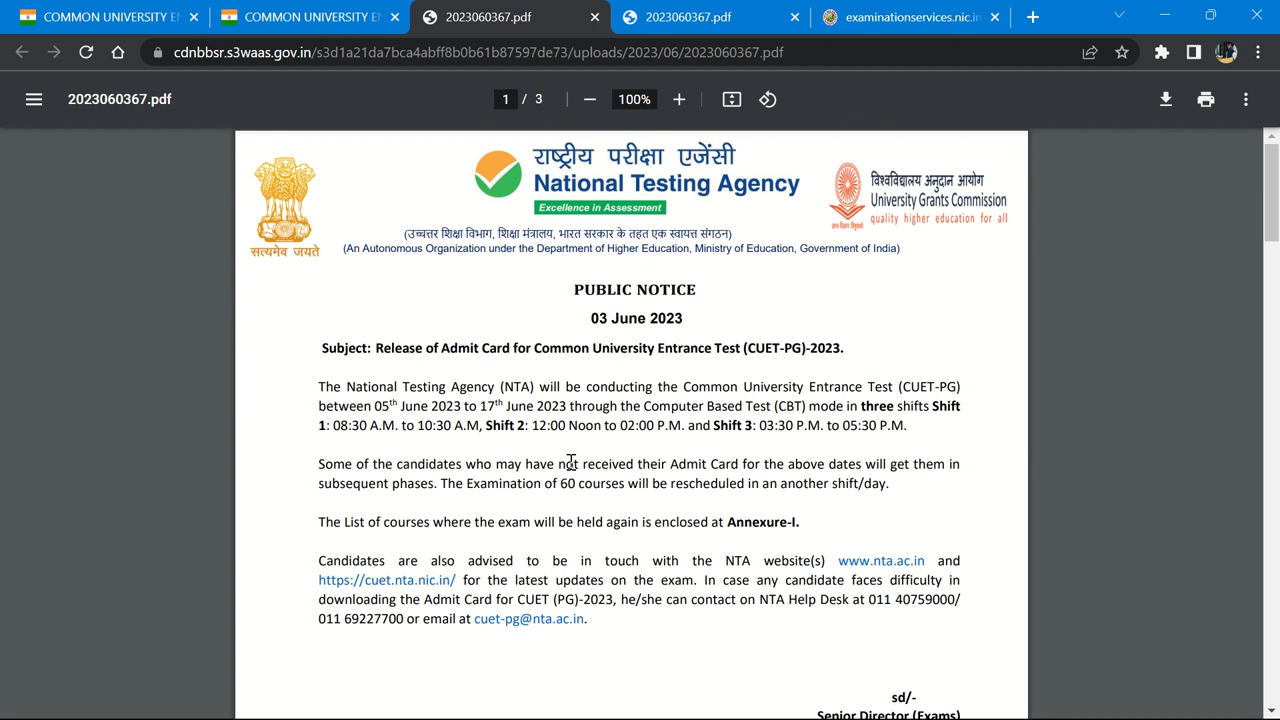 COMMON UNIVERSITY E
COMMON UNIVERSITY E
2023060367.pdf
2023060367.pdf
examinationservices.nic.in
cdnbbsr.s3waas.gov.in/s3d1a21da7bca4abff8b0b61b87597de73/uploads/2023/06/2023060367.pdf
2023060367.pdf
1 / 3
100%
राष्ट्रीय परीक्षा एजेंसी
National Testing Agency
Excellence in Assessment
सत्यमेव जयते
विश्वविद्यालय अनुदान आयोग
University Grants Commission
quality higher education for all
ज्ञान-विज्ञान विमुक्तये
(उच्चत्तर शिक्षा विभाग, शिक्षा मंत्रालय, भारत सरकार के तहत एक स्वायत्त संगठन)
(An Autonomous Organization under the Department of Higher Education, Ministry of Education, Government of India)
PUBLIC NOTICE
03 June 2023
Subject: Release of Admit Card for Common University Entrance Test (CUET-PG)-2023.
The National Testing Agency (NTA) will be conducting the Common University Entrance Test (CUET-PG)
between 05th June 2023 to 17th June 2023 through the Computer Based Test (CBT) mode in three shifts Shift
1: 08:30 A.M. to 10:30 A.M, Shift 2: 12:00 Noon to 02:00 P.M. and Shift 3: 03:30 P.M. to 05:30 P.M.
Some of the candidates who may have not received their Admit Card for the above dates will get them in
subsequent phases. The Examination of 60 courses will be rescheduled in an another shift/day.
The List of courses where the exam will be held again is enclosed at Annexure-I.
Candidates are also advised to be in touch with the NTA website(s) www.nta.ac.in and
https://cuet.nta.nic.in/ for the latest updates on the exam. In case any candidate faces difficulty in
downloading the Admit Card for CUET (PG)-2023, he/she can contact on NTA Help Desk at 011 40759000/
011 69227700 or email at cuet-pg@nta.ac.in.
sd/-
Senior Director (Exams)